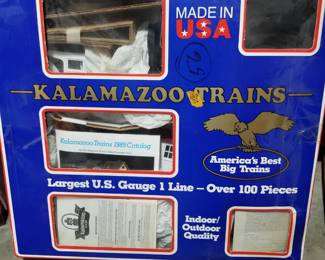 MADE IN
USA
25
KALAMAZOO TRAINS
Kalamazoo Trains 1989 Catalog
America's Best
Big Trains
Largest U.S. Gauge 1 Line – Over 100 Pieces
Indoor/
Outdoor
Quality